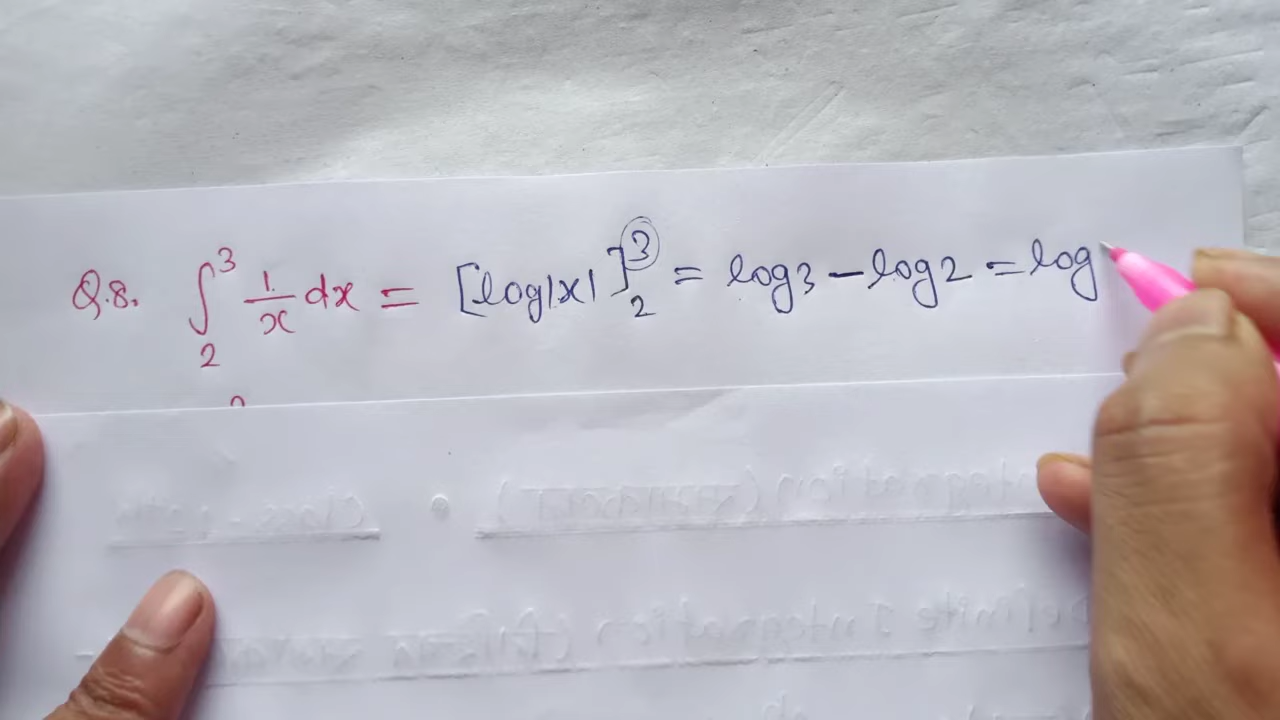 Q.8. ∫₂³ 1/x dx = [log|x|]₂³ = log3 – log2 = log